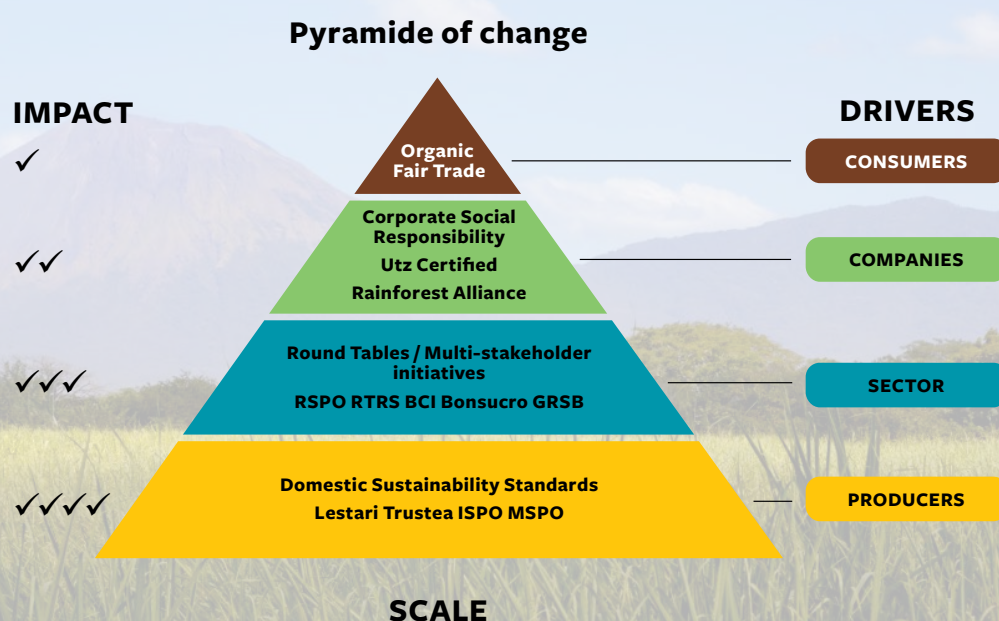 Pyramide of change
IMPACT
DRIVERS
Organic
Fair Trade
CONSUMERS
✓
Corporate Social
Responsibility
Utz Certified
Rainforest Alliance
COMPANIES
✓✓
Round Tables / Multi-stakeholder
initiatives
RSPO RTRS BCI Bonsucro GRSB
SECTOR
✓✓✓
Domestic Sustainability Standards
Lestari Trustea ISPO MSPO
PRODUCERS
✓✓✓✓
SCALE